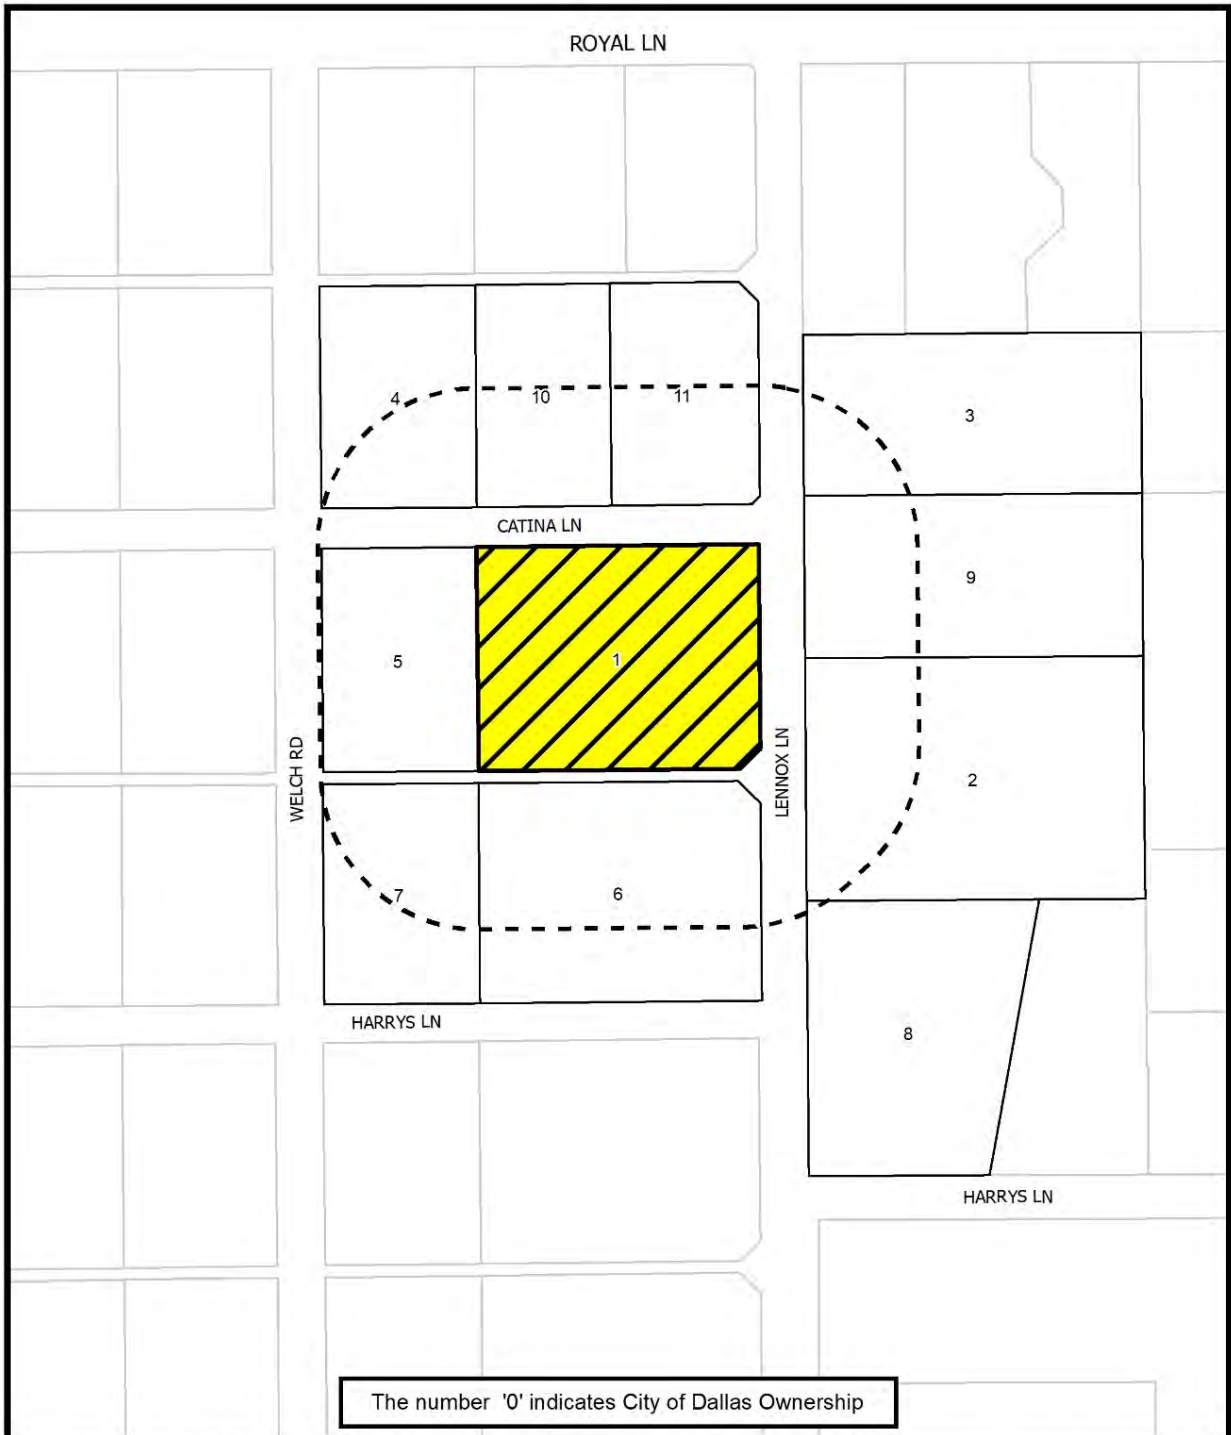 ROYAL LN
4
10
11
3
CATINA LN
9
5
1
WELCH RD
LENNOX LN
2
7
6
HARRYS LN
8
HARRYS LN
The number '0' indicates City of Dallas Ownership